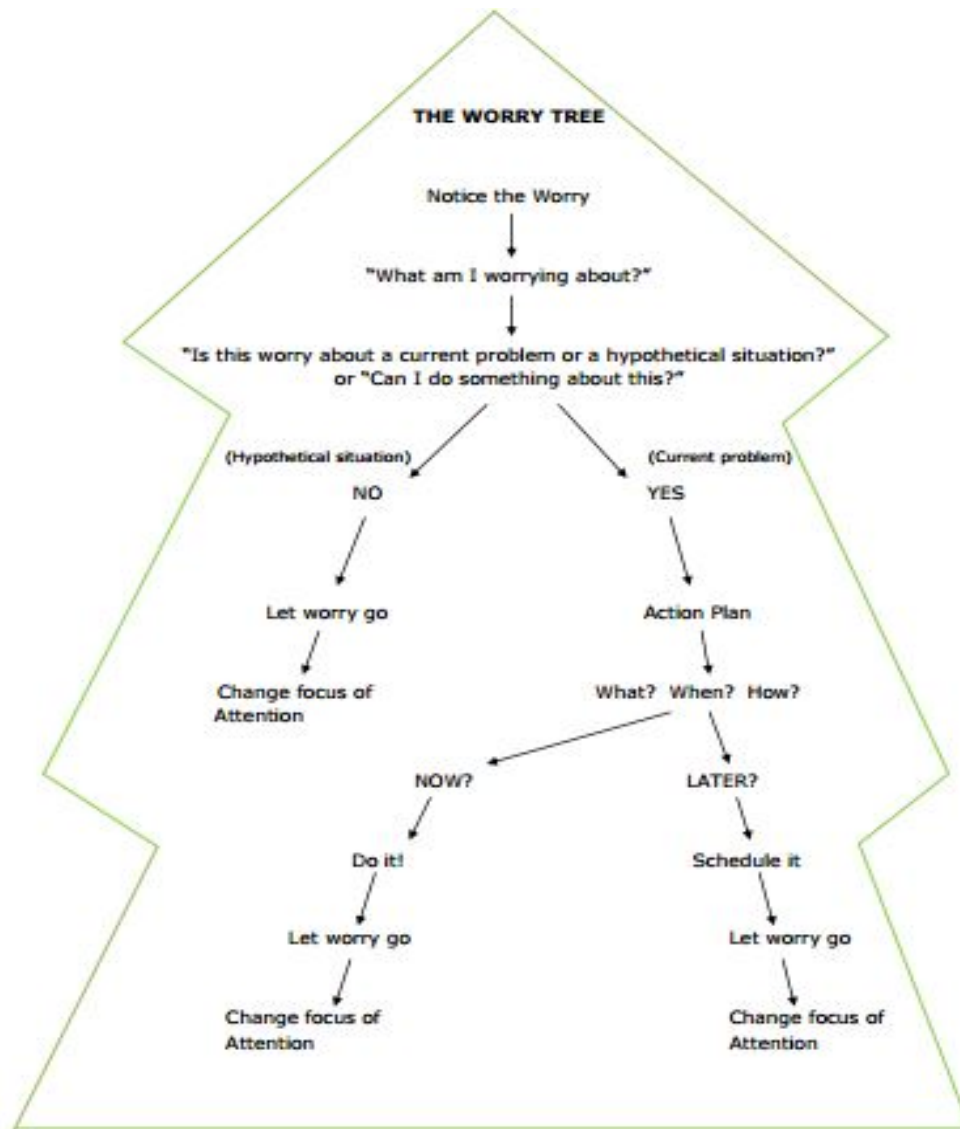 THE WORRY TREE
Notice the Worry
“What am I worrying about?”
“Is this worry about a current problem or a hypothetical situation?”
or “Can I do something about this?”
(Hypothetical situation)
NO
(Current problem)
YES
Let worry go
Change focus of
Attention
Action Plan
What? When? How?
NOW?
Do it!
Let worry go
Change focus of
Attention
LATER?
Schedule it
Let worry go
Change focus of
Attention